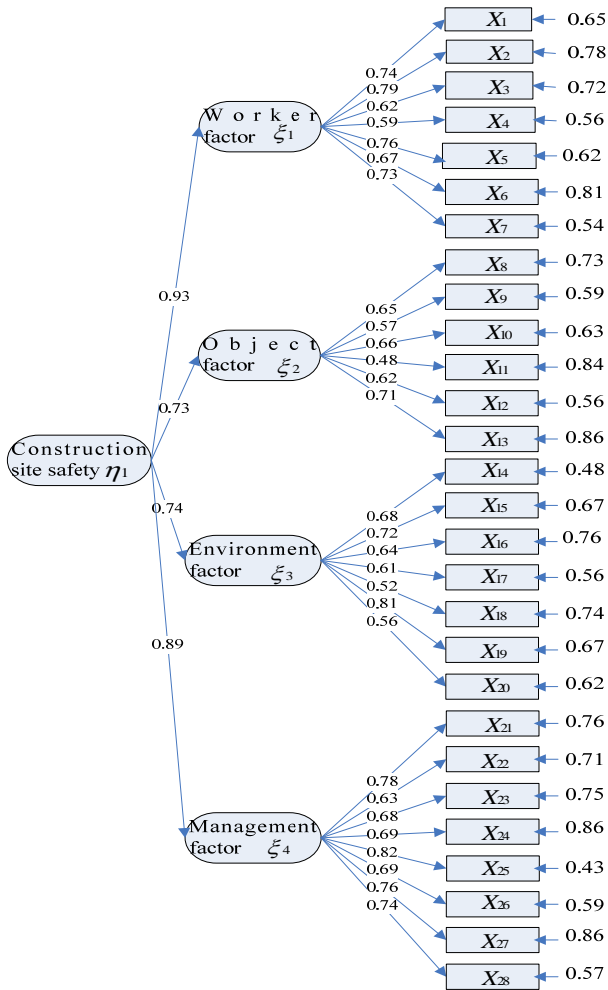 X1 0.65
X2 0.78
X3 0.72
X4 0.56
X5 0.62
X6 0.81
X7 0.54
0.74
0.79
0.62
0.59
0.76
0.67
0.73
Worker
factor ξ1
0.93
X8 0.73
X9 0.59
X10 0.63
X11 0.84
X12 0.56
X13 0.86
0.65
0.57
0.66
0.48
0.62
0.71
Object
factor ξ2
0.73
Construction
site safety η1
X14 0.48
X15 0.67
X16 0.76
X17 0.56
X18 0.74
X19 0.67
X20 0.62
0.68
0.72
0.64
0.61
0.52
0.81
0.56
0.74
Environment
factor ξ3
0.89
X21 0.76
X22 0.71
X23 0.75
X24 0.86
X25 0.43
X26 0.59
X27 0.86
X28 0.57
0.78
0.63
0.68
0.69
0.82
0.69
0.76
0.74
Management
factor ξ4